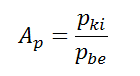 A_p = p_ki / p_be